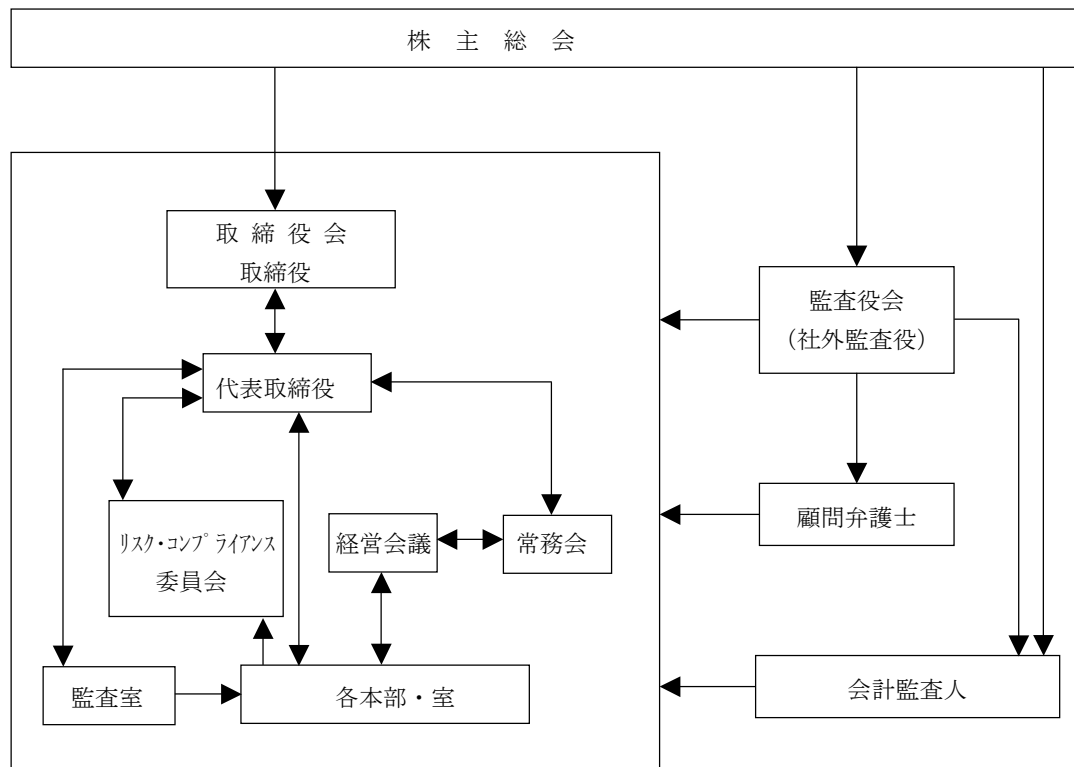 株 主 総 会
取 締 役 会
取締役
監査役会
（社外監査役）
代表取締役
顧問弁護士
ﾘｽｸ・ｺﾝﾌﾟﾗｲｱﾝｽ
委員会
経営会議
常務会
監査室
各本部・室
会計監査人